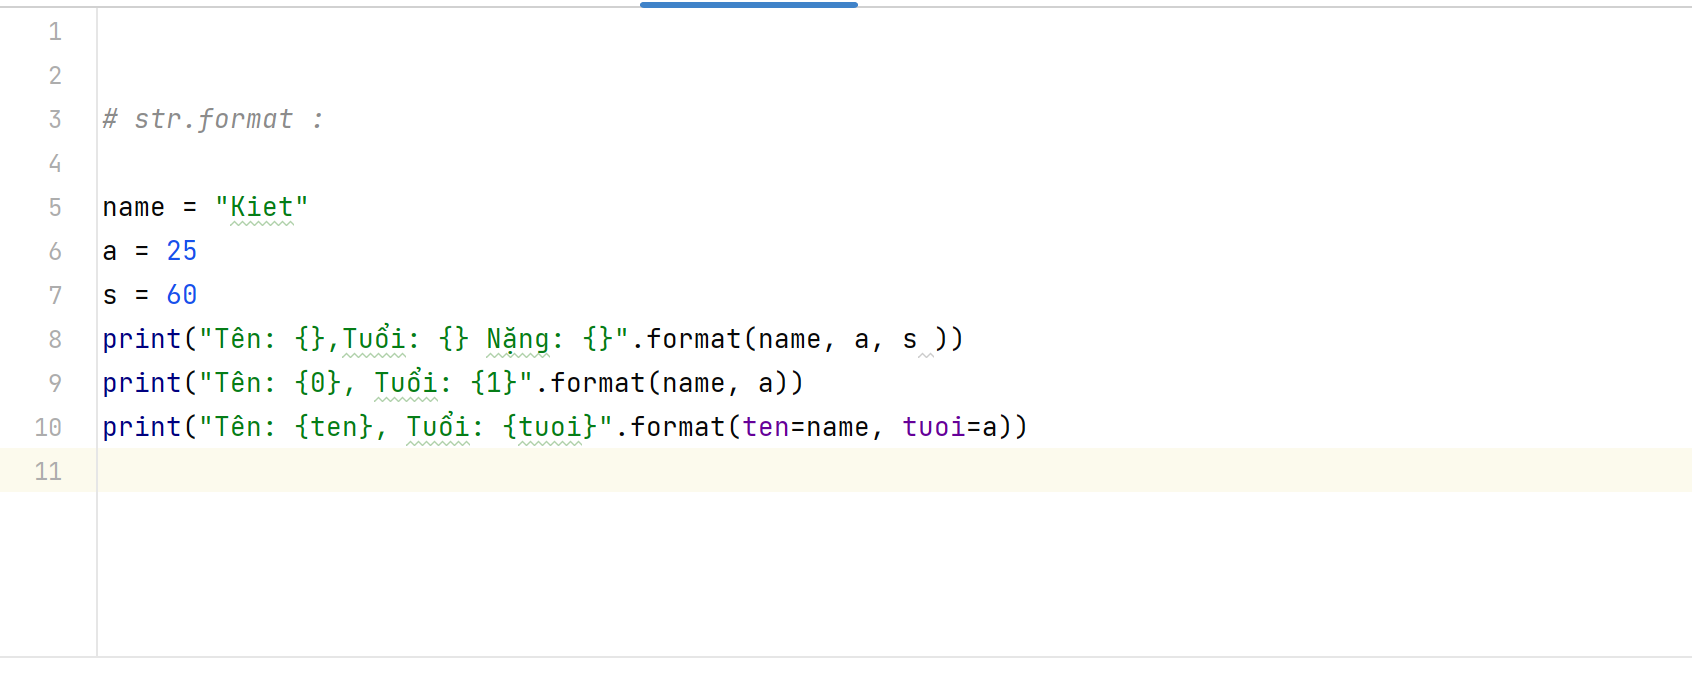 1
2
3 # str.format :
4
5 name = "Kiet"
6 a = 25
7 s = 60
8 print("Tên: {},Tuổi: {} Nặng: {}".format(name, a, s ))
9 print("Tên: {0}, Tuổi: {1}".format(name, a))
10 print("Tên: {ten}, Tuổi: {tuoi}".format(ten=name, tuoi=a))
11